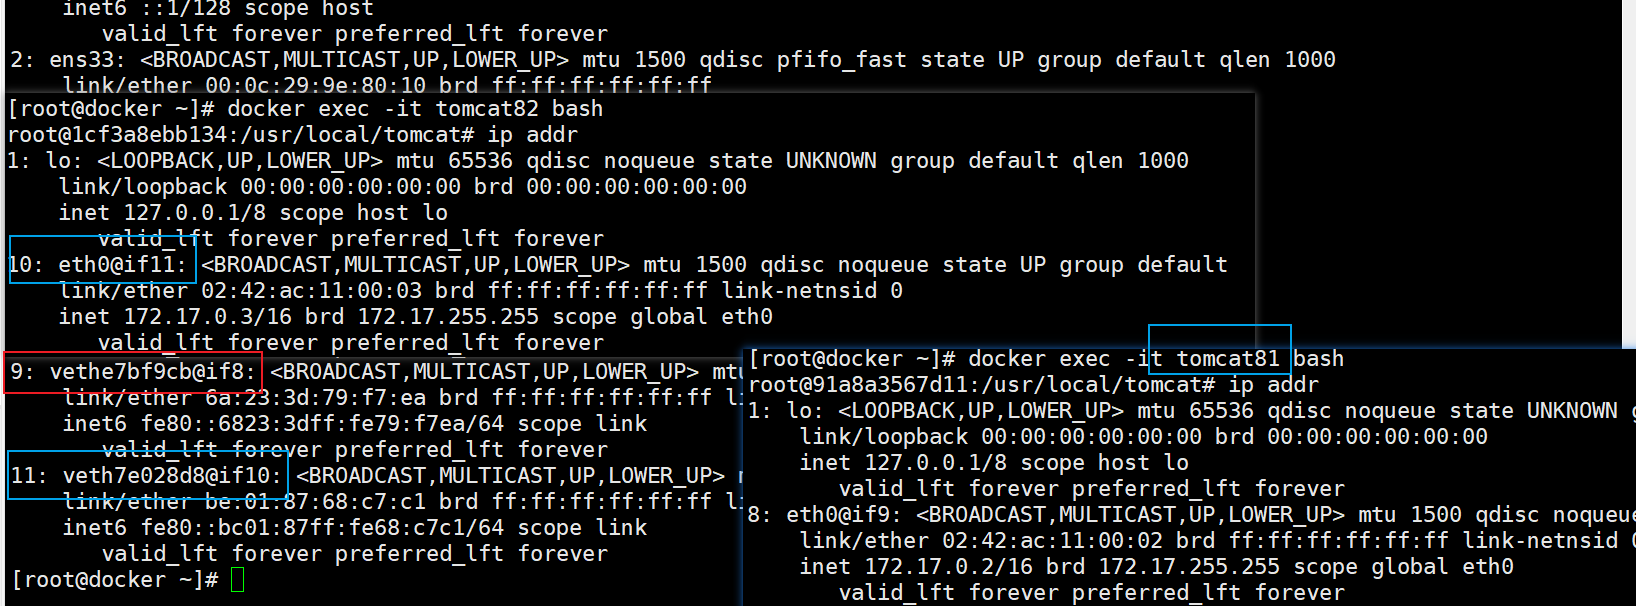 inet6 ::1/128 scope host
valid_lft forever preferred_lft forever
2: ens33: <BROADCAST,MULTICAST,UP,LOWER_UP> mtu 1500 qdisc pfifo_fast state UP group default qlen 1000
link/ether 00:0c:29:9e:80:10 brd ff:ff:ff:ff:ff:ff
[root@docker ~]# docker exec -it tomcat82 bash
root@1cf3a8ebb134:/usr/local/tomcat# ip addr
1: lo: <LOOPBACK,UP,LOWER_UP> mtu 65536 qdisc noqueue state UNKNOWN group default qlen 1000
link/loopback 00:00:00:00:00:00 brd 00:00:00:00:00:00
inet 127.0.0.1/8 scope host lo
valid_lft forever preferred_lft forever
10: eth0@if11: <BROADCAST,MULTICAST,UP,LOWER_UP> mtu 1500 qdisc noqueue state UP group default
link/ether 02:42:ac:11:00:03 brd ff:ff:ff:ff:ff:ff link-netnsid 0
inet 172.17.0.3/16 brd 172.17.255.255 scope global eth0
valid_lft forever preferred_lft forever
9: vethe7bf9cb@if8: <BROADCAST,MULTICAST,UP,LOWER_UP> mtu
link/ether 6a:23:3d:79:f7:ea brd ff:ff:ff:ff:ff:ff li
inet6 fe80::6823:3dff:fe79:f7ea/64 scope link
valid_lft forever preferred_lft forever
11: veth7e028d8@if10: <BROADCAST,MULTICAST,UP,LOWER_UP>
link/ether be:01:87:68:c7:c1 brd ff:ff:ff:ff:ff:ff li
inet6 fe80::bc01:87ff:fe68:c7c1/64 scope link
valid_lft forever preferred_lft forever
[root@docker ~]#
[root@docker ~]# docker exec -it tomcat81 bash
root@91a8a3567d11:/usr/local/tomcat# ip addr
1: lo: <LOOPBACK,UP,LOWER_UP> mtu 65536 qdisc noqueue state UNKNOWN
link/loopback 00:00:00:00:00:00 brd 00:00:00:00:00:00
inet 127.0.0.1/8 scope host lo
valid_lft forever preferred_lft forever
8: eth0@if9: <BROADCAST,MULTICAST,UP,LOWER_UP> mtu 1500 qdisc noqueue
link/ether 02:42:ac:11:00:02 brd ff:ff:ff:ff:ff:ff link-netnsid 0
inet 172.17.0.2/16 brd 172.17.255.255 scope global eth0
valid_lft forever preferred_lft forever